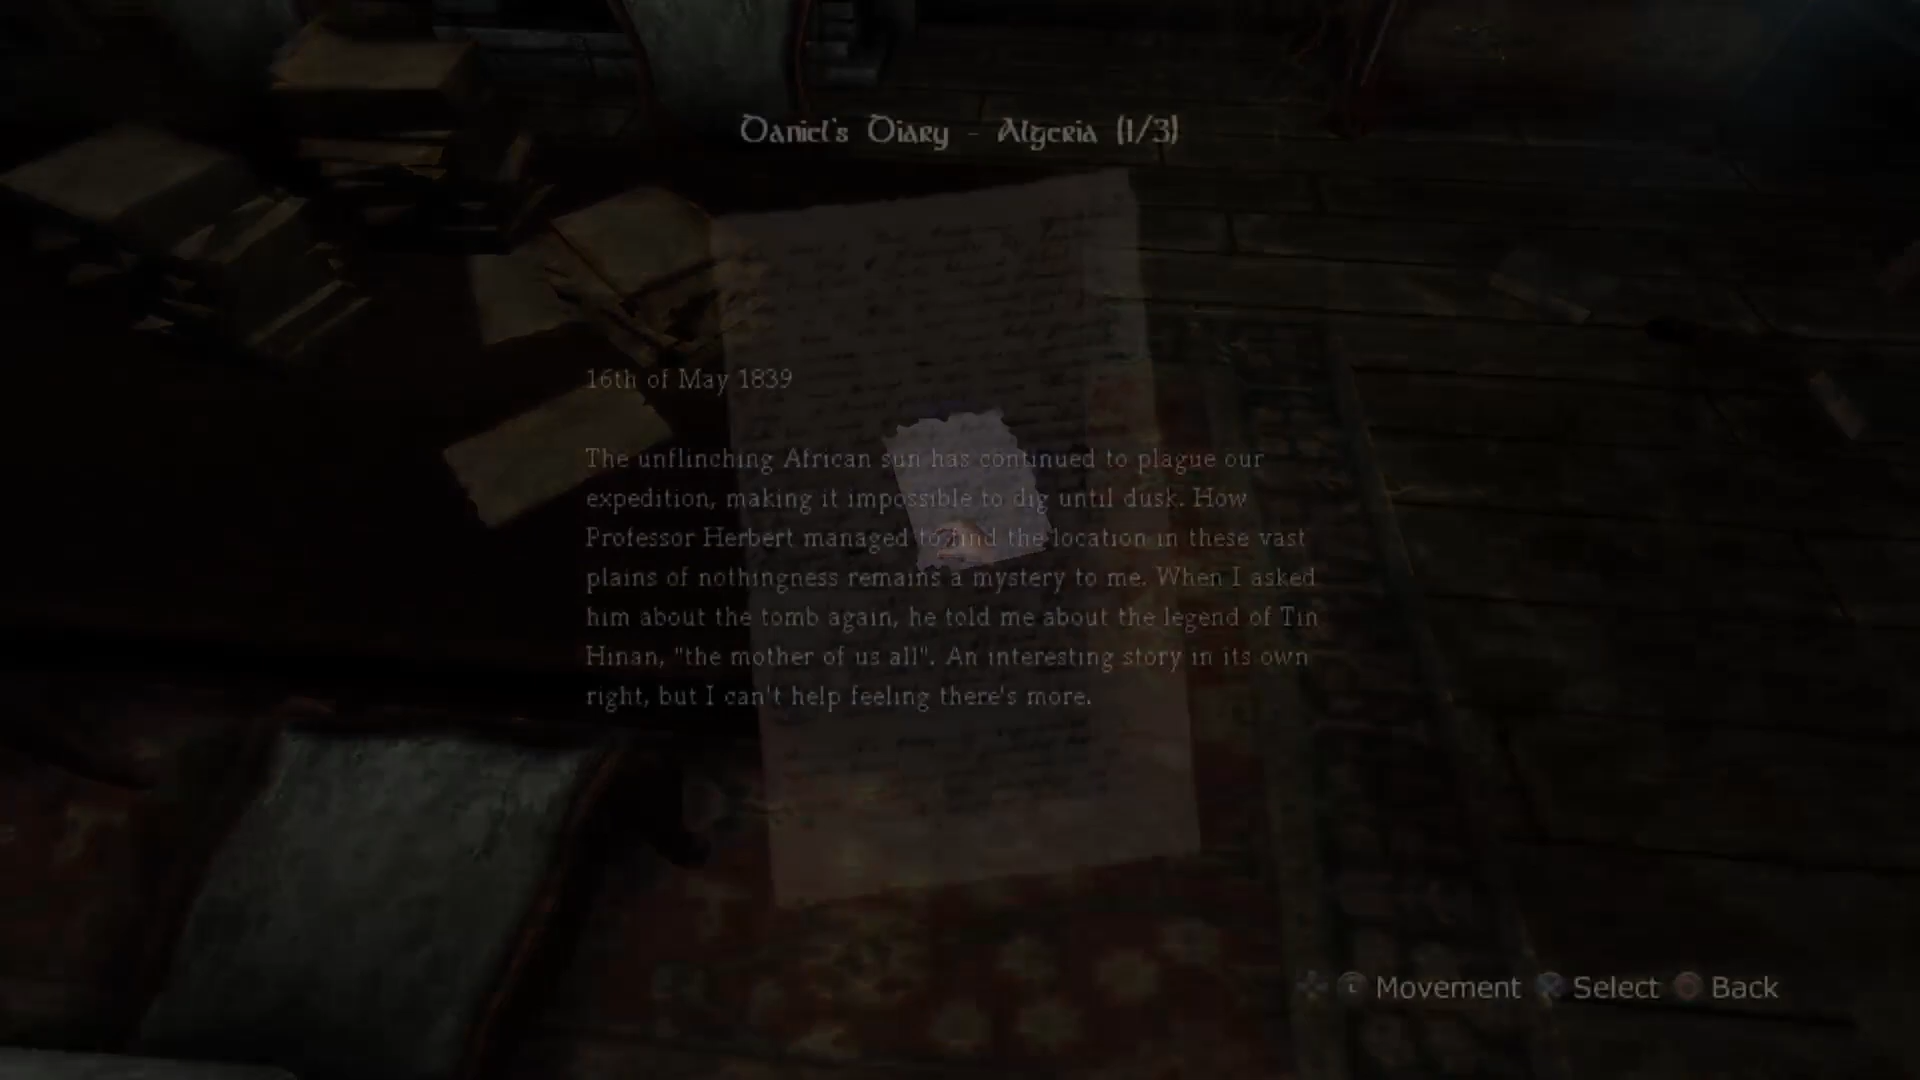 Daniel's Diary - Algeria (1/3)
16th of May 1839
The unflinching African sun has continued to plague our
expedition, making it impossible to dig until dusk. How
Professor Herbert managed to find the location in these vast
plains of nothingness remains a mystery to me. When I asked
him about the tomb again, he told me about the legend of Tin
Hinan, "the mother of us all". An interesting story in its own
right, but I can't help feeling there's more.
L Movement Select Back